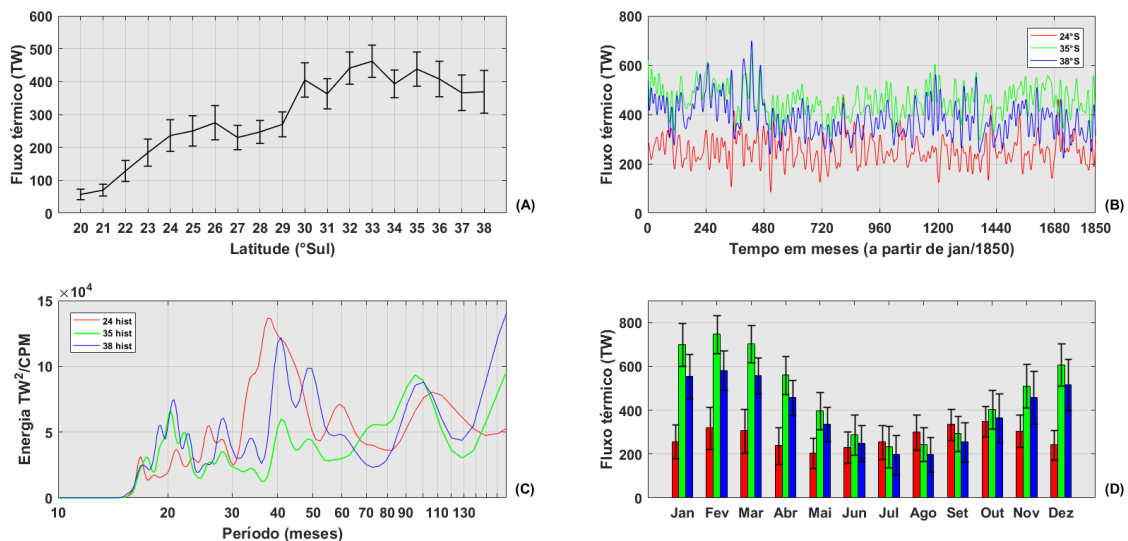 600
500
400
300
200
100
0
Fluxo térmico (TW)
20 21 22 23 24 25 26 27 28 29 30 31 32 33 34 35 36 37 38
Latitude (°Sul)
(A)
800
600
400
200
0
Fluxo térmico (TW)
24°S
35°S
38°S
0 240 480 720 960 1200 1440 1680 1850
Tempo em meses (a partir de jan/1850)
(B)
×10⁴
15
10
5
0
Energia TW²/CPM
24 hist
35 hist
38 hist
10 20 30 40 50 60 70 80 90 110 130
Período (meses)
(C)
800
600
400
200
0
Fluxo térmico (TW)
Jan Fev Mar Abr Mai Jun Jul Ago Set Out Nov Dez
(D)